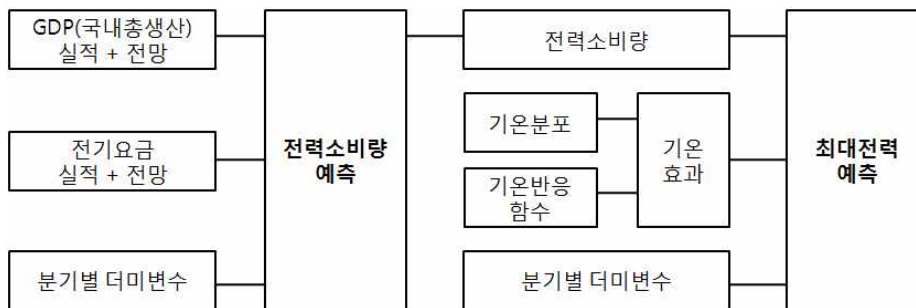 GDP(국내총생산)
실적 + 전망
전기요금
실적 + 전망
분기별 더미변수
전력소비량
예측
전력소비량
기온분포
기온반응
함수
기온
효과
분기별 더미변수
최대전력
예측